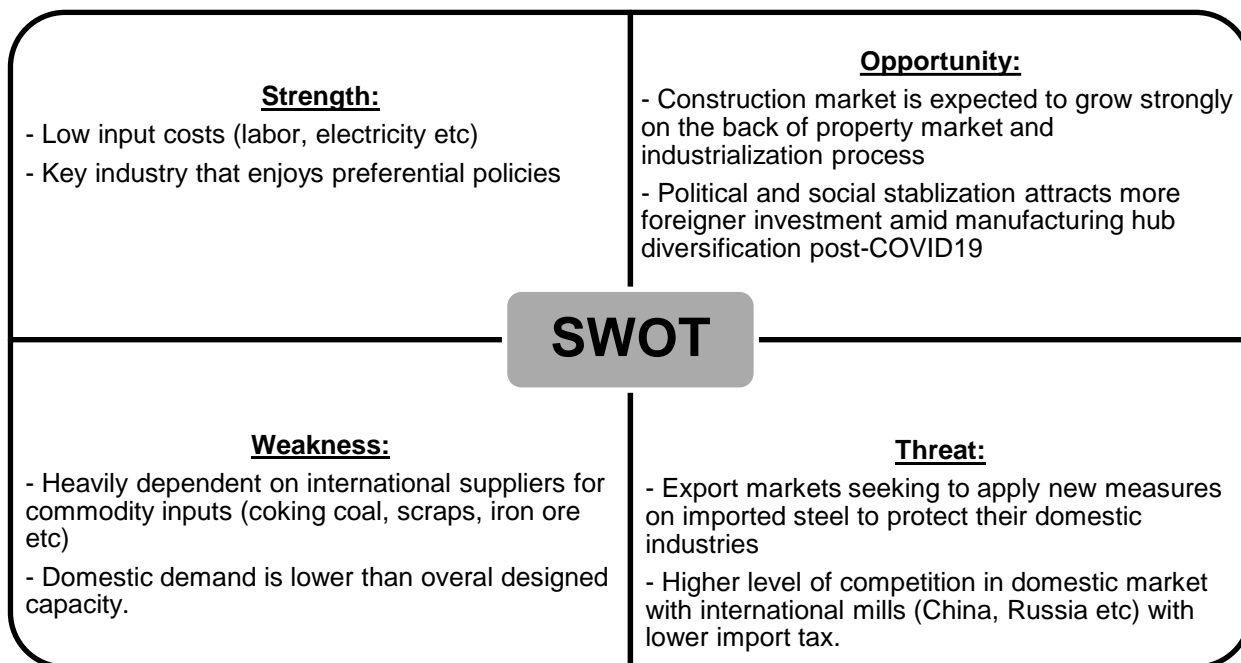 Strength:
- Low input costs (labor, electricity etc)
- Key industry that enjoys preferential policies
Opportunity:
- Construction market is expected to grow strongly
on the back of property market and
industrialization process
- Political and social stablization attracts more
foreigner investment amid manufacturing hub
diversification post-COVID19
SWOT
Weakness:
- Heavily dependent on international suppliers for
commodity inputs (coking coal, scraps, iron ore
etc)
- Domestic demand is lower than overal designed
capacity.
Threat:
- Export markets seeking to apply new measures
on imported steel to protect their domestic
industries
- Higher level of competition in domestic market
with international mills (China, Russia etc) with
lower import tax.